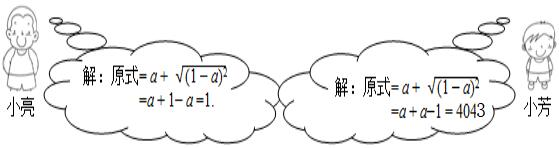 解：原式=a+√(1-a)²
=a+1-a=1.
小亮
解：原式=a+√(1-a)²
=a+a-1=4043
小芳